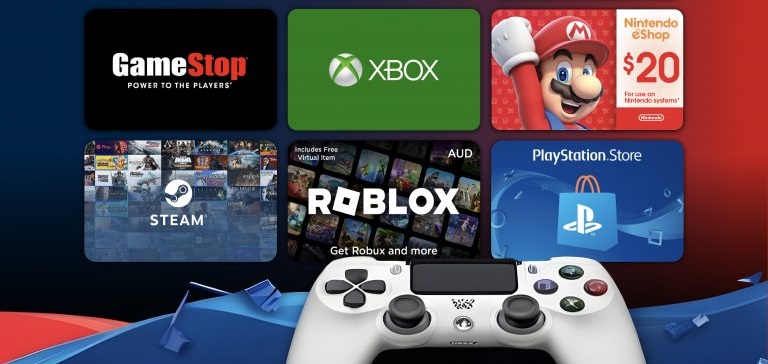 GameStop
POWER TO THE PLAYERS®
XBOX
Nintendo
eShop
$20
For use on
Nintendo systems*
Nintendo
STEAM
Includes Free
Virtual Item
AUD
ROBLOX
Get Robux and more
PlayStation®Store